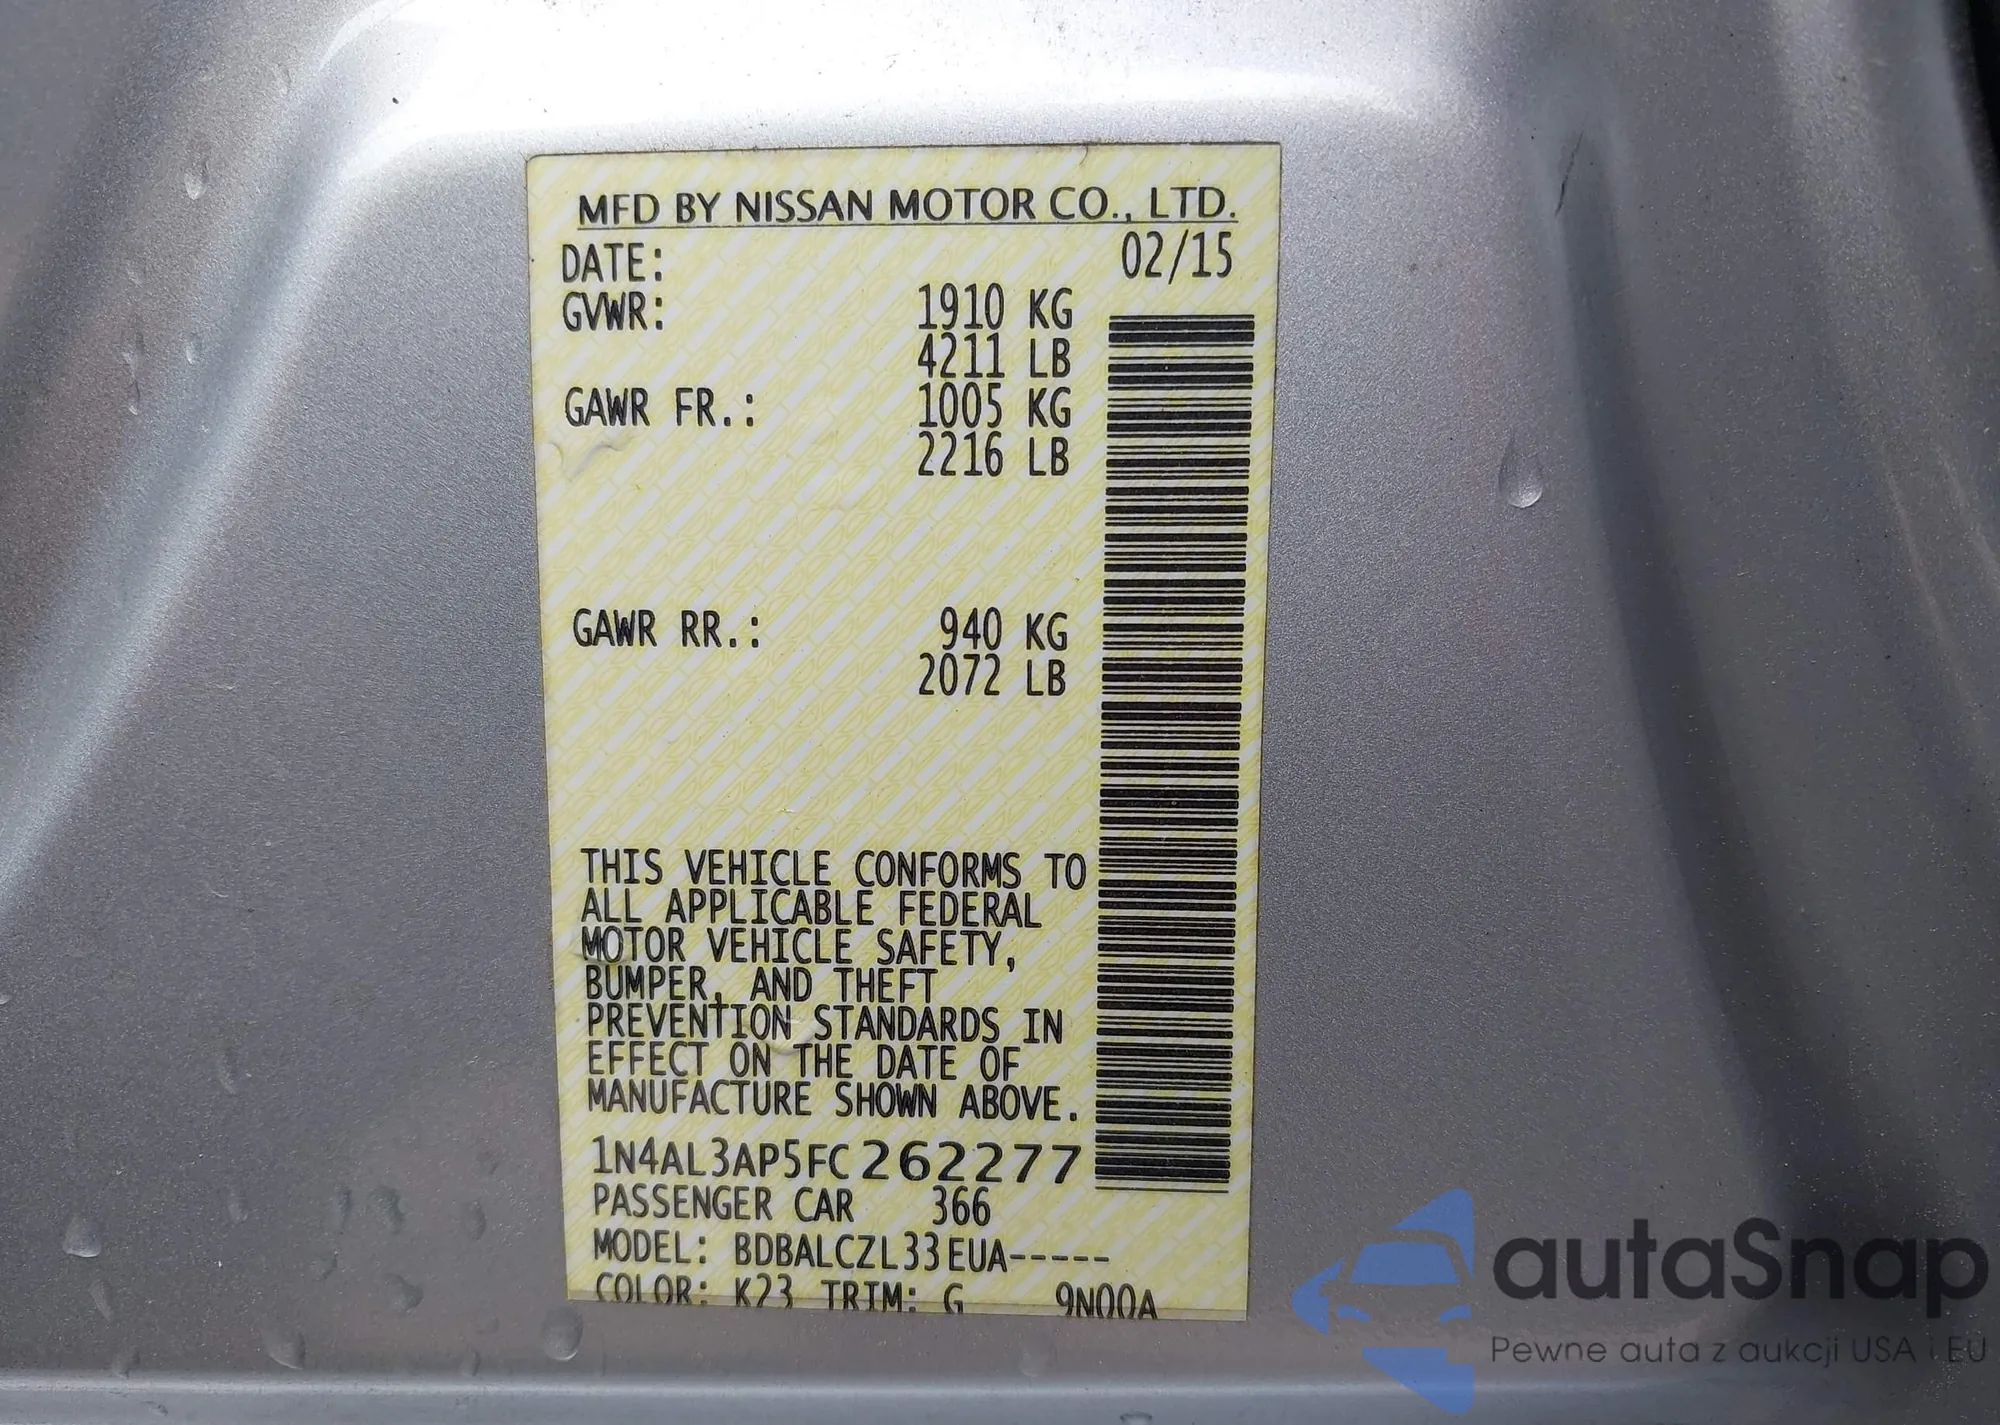 MFD BY NISSAN MOTOR CO., LTD.
DATE: 02/15
GVWR: 1910 KG
4211 LB
GAWR FR.: 1005 KG
2216 LB
GAWR RR.: 940 KG
2072 LB
THIS VEHICLE CONFORMS TO
ALL APPLICABLE FEDERAL
MOTOR VEHICLE SAFETY,
BUMPER, AND THEFT
PREVENTION STANDARDS IN
EFFECT ON THE DATE OF
MANUFACTURE SHOWN ABOVE.
1N4AL3AP5FC262277
PASSENGER CAR 366
MODEL: BDBALCZL33EUA-----
COLOR: K23 TRIM: G 9N00A
autaSnap
Pewne auta z aukcji USA i EU